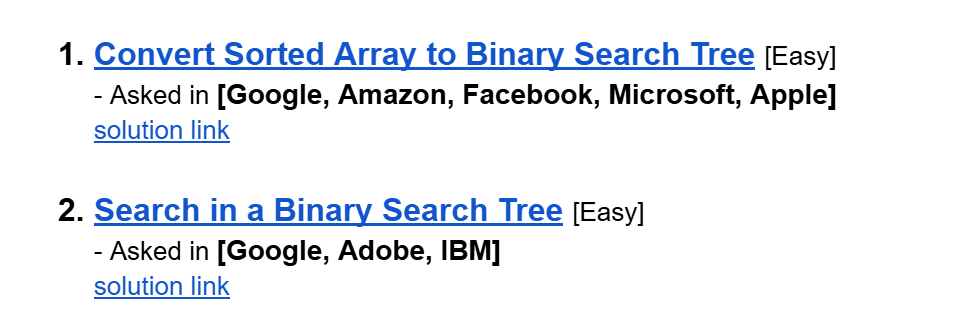 1. Convert Sorted Array to Binary Search Tree [Easy]
- Asked in [Google, Amazon, Facebook, Microsoft, Apple]
solution link
2. Search in a Binary Search Tree [Easy]
- Asked in [Google, Adobe, IBM]
solution link